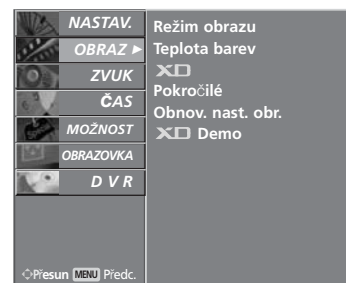 NASTAV.
OBRAZ ►
ZVUK
ČAS
MOŽNOST
OBRAZOVKA
D V R
Režim obrazu
Teplota barev
XD
Pokročilé
Obnov. nast. obr.
XD Demo
Přesun MENU Předc.